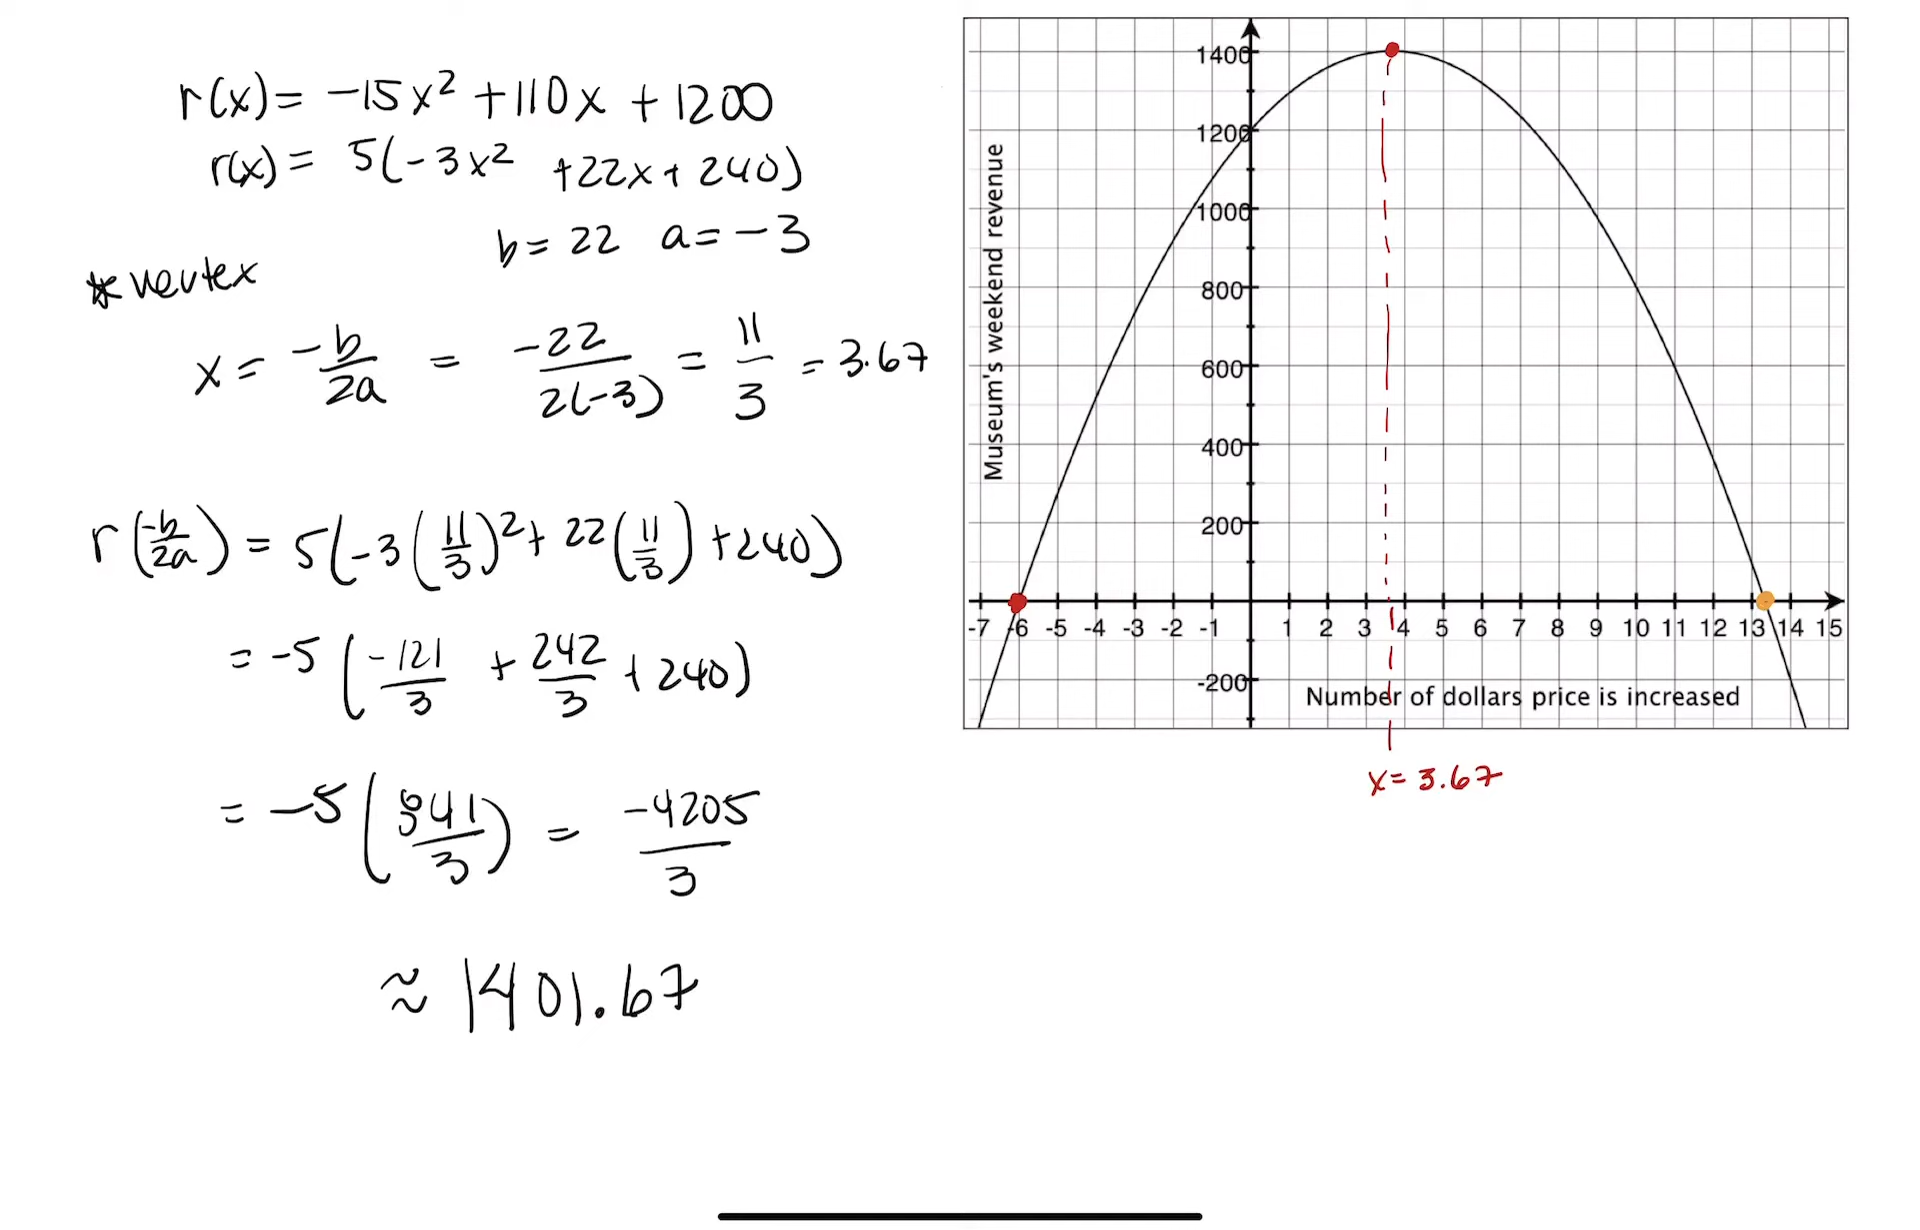 r(x) = -15x² + 110x + 1200
r(x) = 5(-3x² + 22x + 240)
b = 22 a = -3
* vertex
x = -b/2a = -22/2(-3) = 11/3 = 3.67
r(-b/2a) = 5(-3(11/3)² + 22(11/3) + 240)
= -5(-121/3 + 242/3 + 240)
= -5(841/3) = -4205/3
≈ 1401.67
Museum's weekend revenue
1400
1200
1000
800
600
400
200
-7 -6 -5 -4 -3 -2 -1 1 2 3 4 5 6 7 8 9 10 11 12 13 14 15
-200
Number of dollars price is increased
x = 3.67